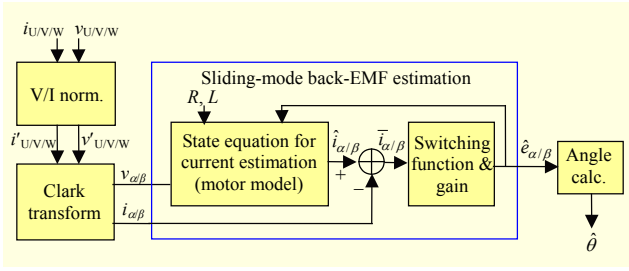 i_U/V/W v_U/V/W
V/I norm.
i'_U/V/W v'_U/V/W
Clark
transform
v_α/β
i_α/β
Sliding-mode back-EMF estimation
R, L
State equation for
current estimation
(motor model)
î_α/β
+
−
i̅_α/β
Switching
function &
gain
ê_α/β
Angle
calc.
θ̂